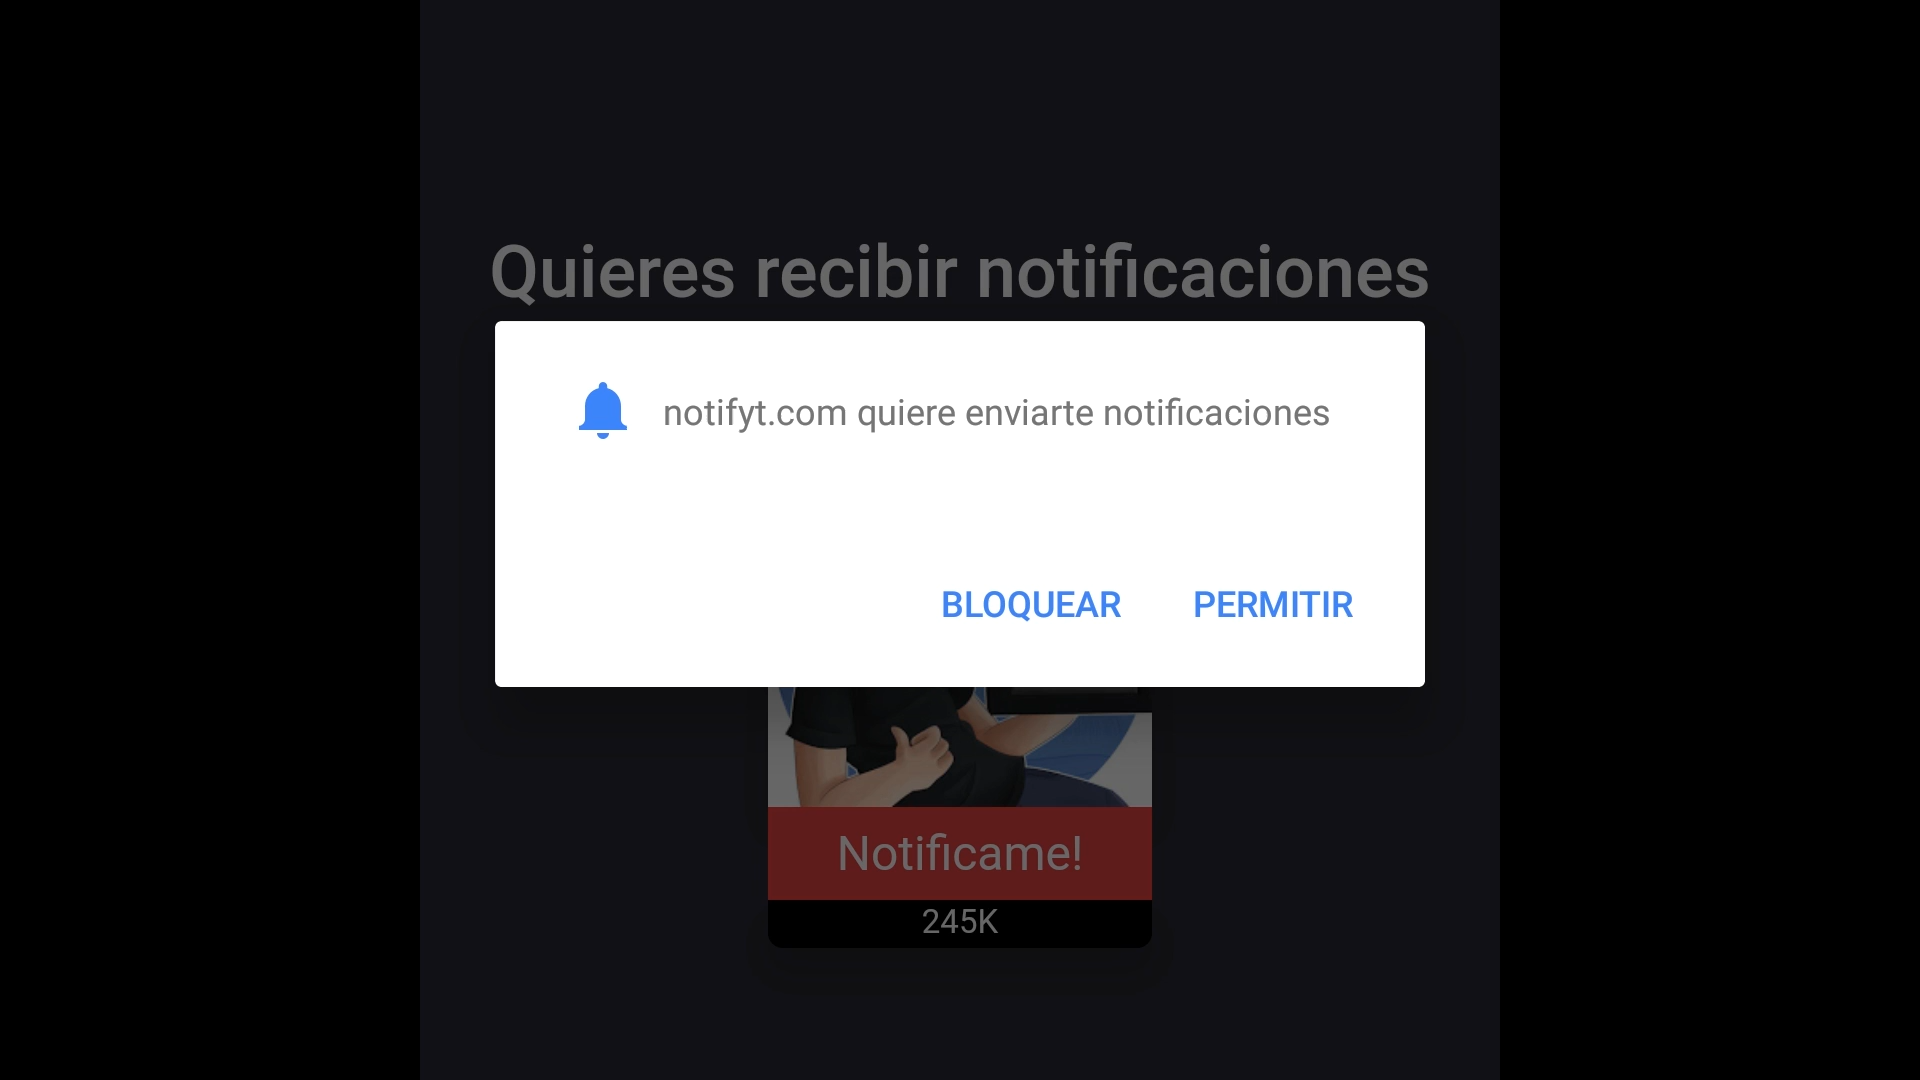 Quieres recibir notificaciones
notifyt.com quiere enviarte notificaciones
BLOQUEAR PERMITIR
Notificame!
245K